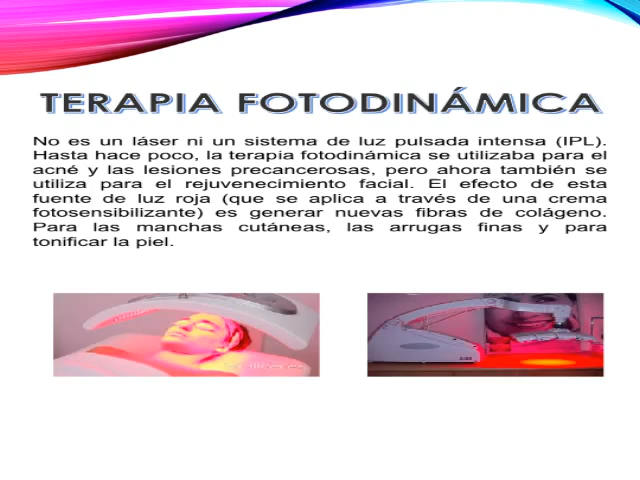 TERAPIA FOTODINÁMICA
No es un láser ni un sistema de luz pulsada intensa (IPL).
Hasta hace poco, la terapia fotodinámica se utilizaba para el
acné y las lesiones precancerosas, pero ahora también se
utiliza para el rejuvenecimiento facial. El efecto de esta
fuente de luz roja (que se aplica a través de una crema
fotosensibilizante) es generar nuevas fibras de colágeno.
Para las manchas cutáneas, las arrugas finas y para
tonificar la piel.